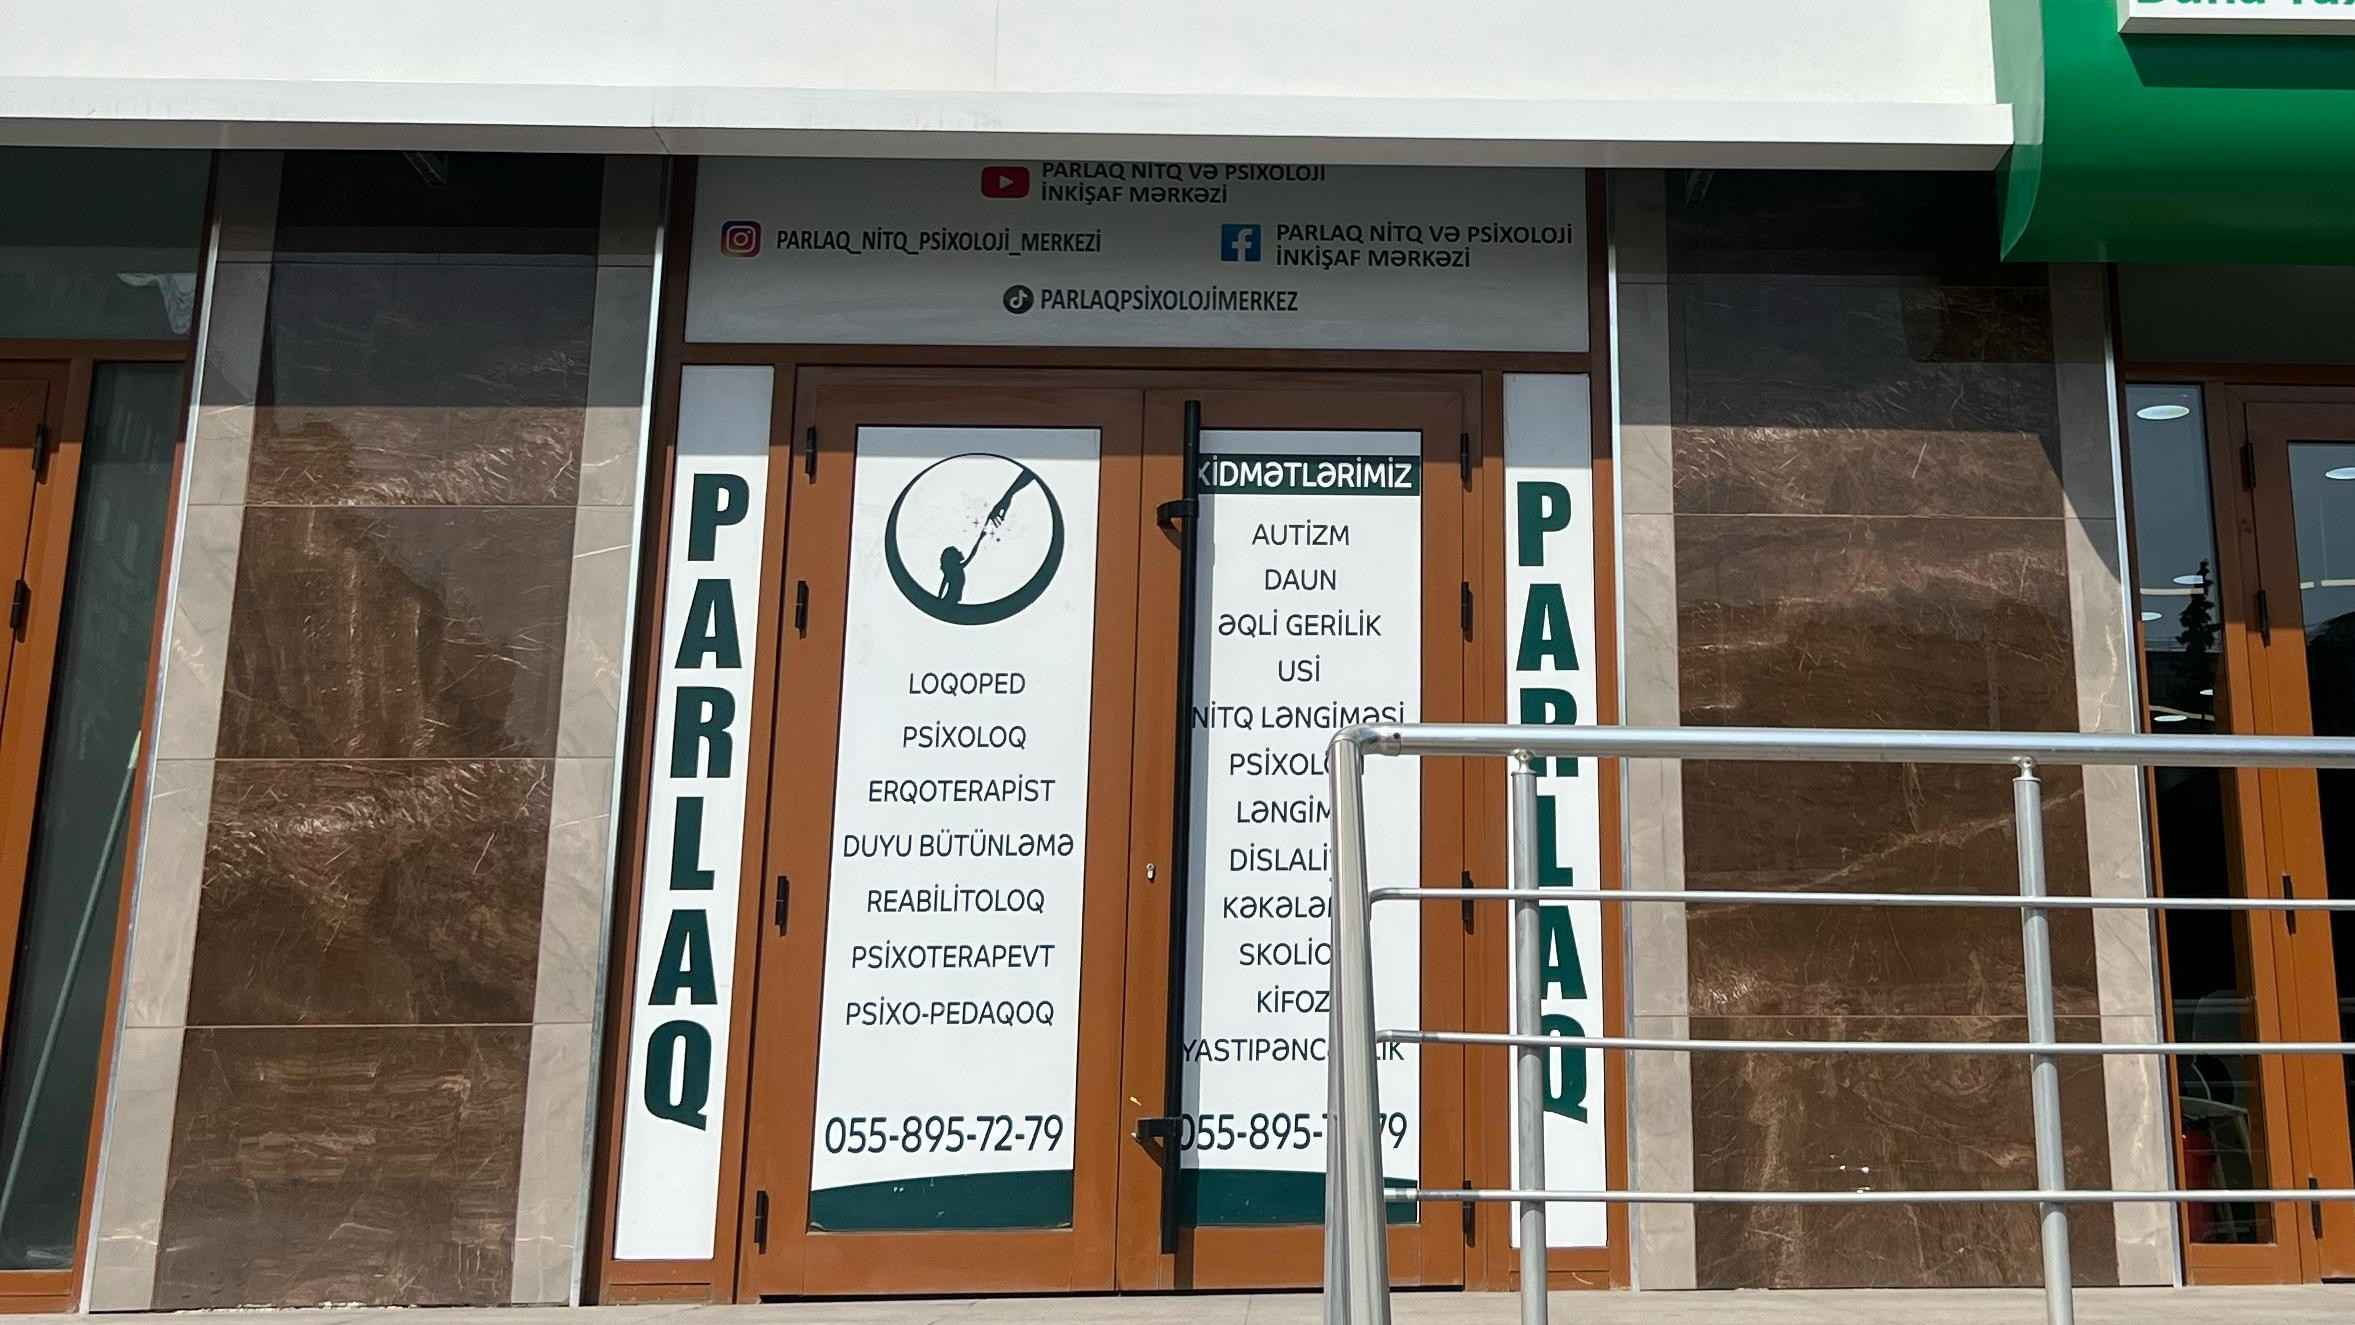 PARLAQ NİTQ VƏ PSİXOLOJİ
İNKİŞAF MƏRKƏZİ
PARLAQ_NİTQ_PSİXOLOJİ_MERKEZİ
PARLAQ NİTQ VƏ PSİXOLOJİ
İNKİŞAF MƏRKƏZİ
PARLAQPSİXOLOJİMERKEZ
PARLAQ
LOQOPED
PSİXOLOQ
ERQOTERAPİST
DUYU BÜTÜNLƏMƏ
REABİLİTOLOQ
PSİXOTERAPEVT
PSİXO-PEDAQOQ
055-895-72-79
XİDMƏTLƏRİMİZ
AUTİZM
DAUN
ƏQLİ GERİLİK
USİ
NİTQ LƏNGİMƏSİ
KİFOZ
PARLAQ